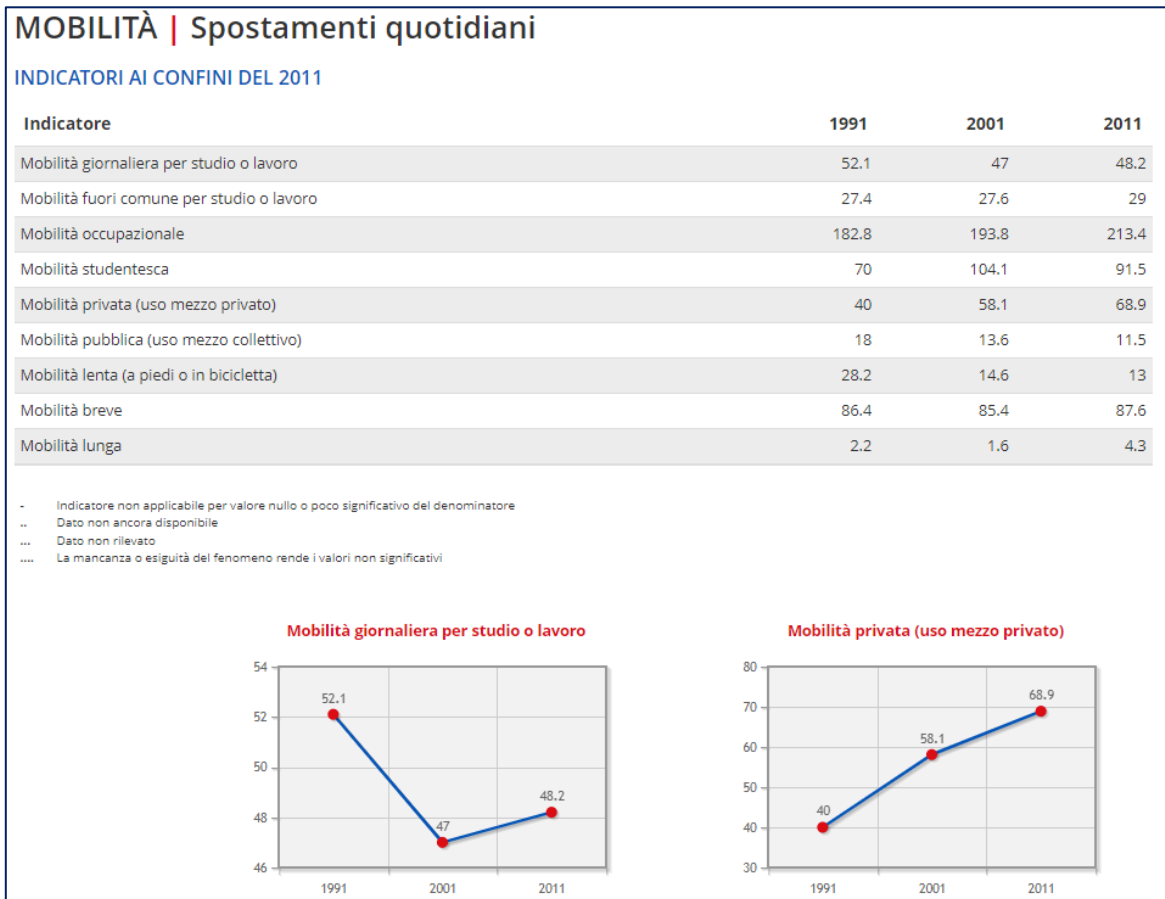 MOBILITÀ | Spostamenti quotidiani
INDICATORI AI CONFINI DEL 2011
Indicatore 1991 2001 2011
Mobilità giornaliera per studio o lavoro 52.1 47 48.2
Mobilità fuori comune per studio o lavoro 27.4 27.6 29
Mobilità occupazionale 182.8 193.8 213.4
Mobilità studentesca 70 104.1 91.5
Mobilità privata (uso mezzo privato) 40 58.1 68.9
Mobilità pubblica (uso mezzo collettivo) 18 13.6 11.5
Mobilità lenta (a piedi o in bicicletta) 28.2 14.6 13
Mobilità breve 86.4 85.4 87.6
Mobilità lunga 2.2 1.6 4.3
- Indicatore non applicabile per valore nullo o poco significativo del denominatore
.. Dato non ancora disponibile
... Dato non rilevato
.... La mancanza o esiguità del fenomeno rende i valori non significativi
Mobilità giornaliera per studio o lavoro
54
52
50
48
46
52.1
47
48.2
1991 2001 2011
Mobilità privata (uso mezzo privato)
80
70
60
50
40
30
40
58.1
68.9
1991 2001 2011